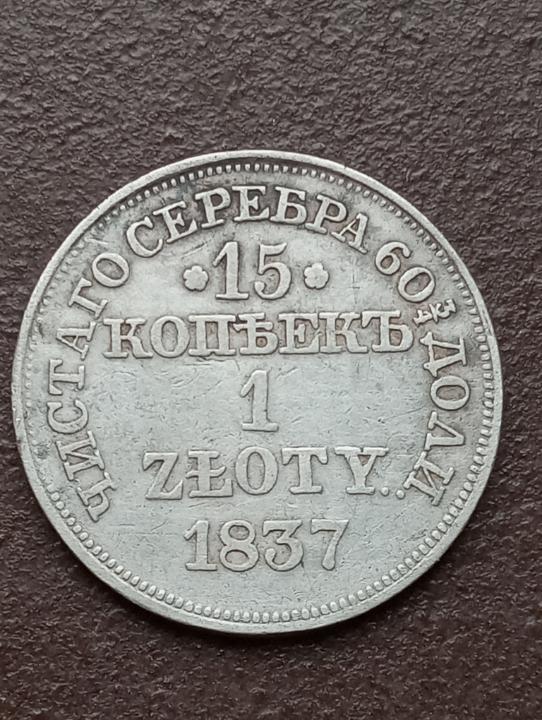 ЧИСТАГО СЕРЕБРА 60¾ ДОЛИ
15
КОПѢЕКЪ
1
ZŁOTY..
1837